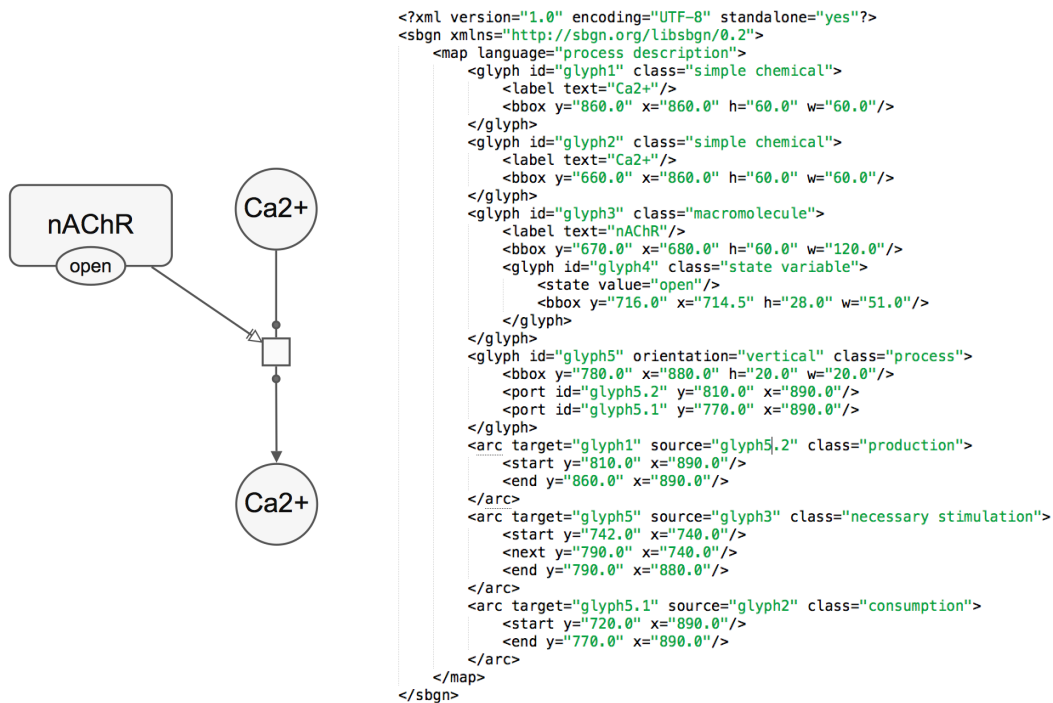 nAChR
open
Ca2+
Ca2+
<?xml version="1.0" encoding="UTF-8" standalone="yes"?>
<sbgn xmlns="http://sbgn.org/libsbgn/0.2">
    <map language="process description">
        <glyph id="glyph1" class="simple chemical">
            <label text="Ca2+"/>
            <bbox y="860.0" x="860.0" h="60.0" w="60.0"/>
        </glyph>
        <glyph id="glyph2" class="simple chemical">
            <label text="Ca2+"/>
            <bbox y="660.0" x="860.0" h="60.0" w="60.0"/>
        </glyph>
        <glyph id="glyph3" class="macromolecule">
            <label text="nAChR"/>
            <bbox y="670.0" x="680.0" h="60.0" w="120.0"/>
            <glyph id="glyph4" class="state variable">
                <state value="open"/>
                <bbox y="716.0" x="714.5" h="28.0" w="51.0"/>
            </glyph>
        </glyph>
        <glyph id="glyph5" orientation="vertical" class="process">
            <bbox y="780.0" x="880.0" h="20.0" w="20.0"/>
            <port id="glyph5.2" y="810.0" x="890.0"/>
            <port id="glyph5.1" y="770.0" x="890.0"/>
        </glyph>
        <arc target="glyph1" source="glyph5.2" class="production">
            <start y="810.0" x="890.0"/>
            <end y="860.0" x="890.0"/>
        </arc>
        <arc target="glyph5" source="glyph3" class="necessary stimulation">
            <start y="742.0" x="740.0"/>
            <next y="790.0" x="740.0"/>
            <end y="790.0" x="880.0"/>
        </arc>
        <arc target="glyph5.1" source="glyph2" class="consumption">
            <start y="720.0" x="890.0"/>
            <end y="770.0" x="890.0"/>
        </arc>
    </map>
</sbgn>